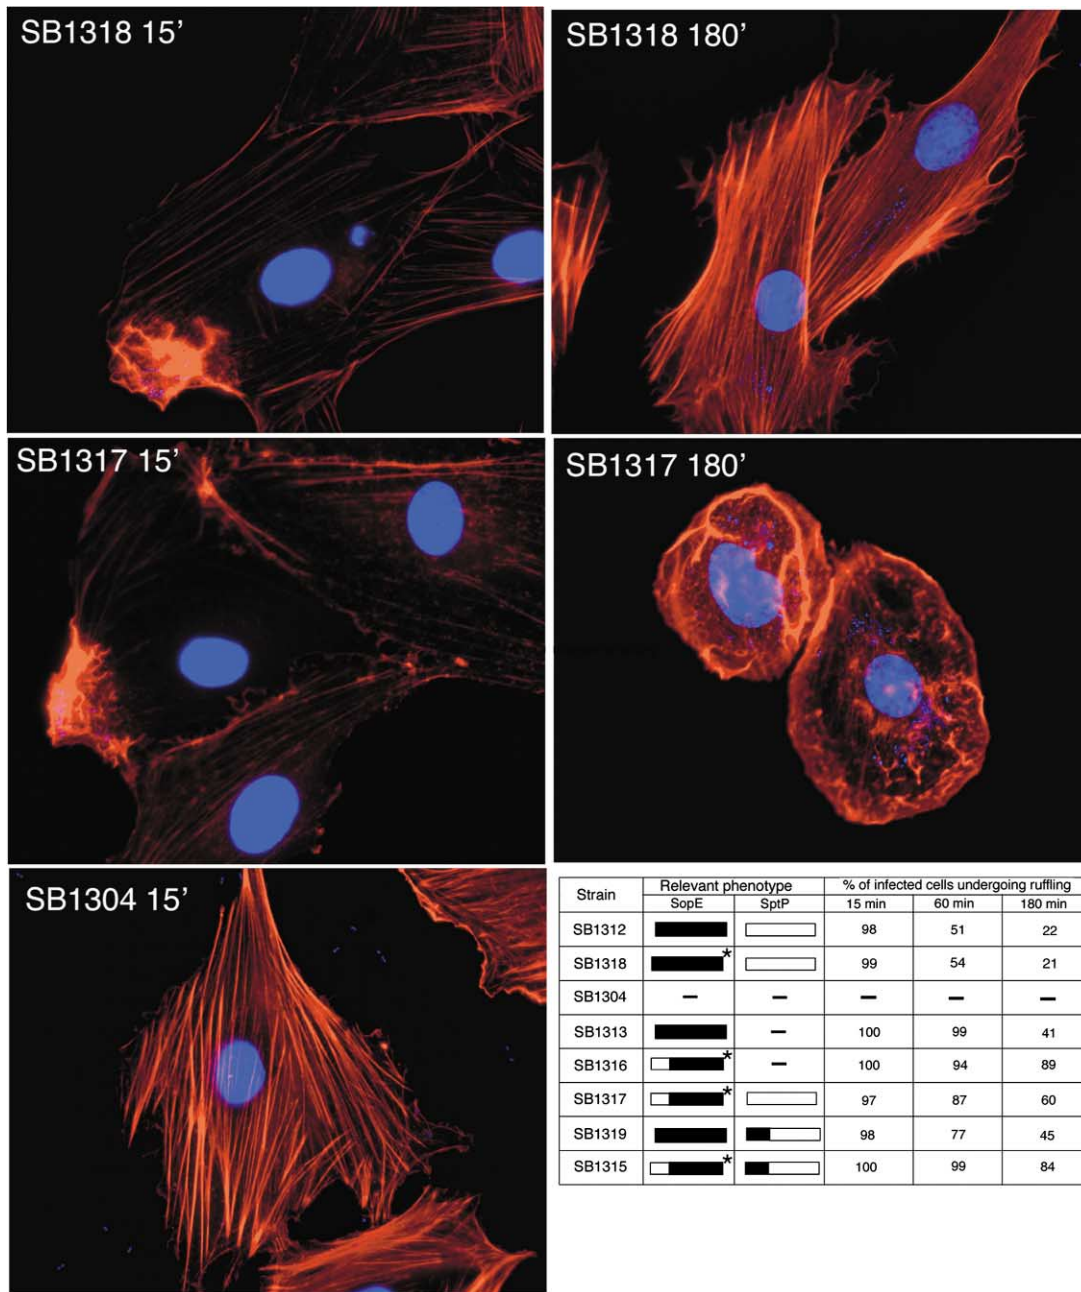 SB1318 15’
SB1318 180’
SB1317 15’
SB1317 180’
SB1304 15’
Strain Relevant phenotype % of infected cells undergoing ruffling
SopE SptP 15 min 60 min 180 min
SB1312 98 51 22
SB1318 * 99 54 21
SB1304 – – – – –
SB1313 – 100 99 41
SB1316 * – 100 94 89
SB1317 * 97 87 60
SB1319 98 77 45
SB1315 * 100 99 84